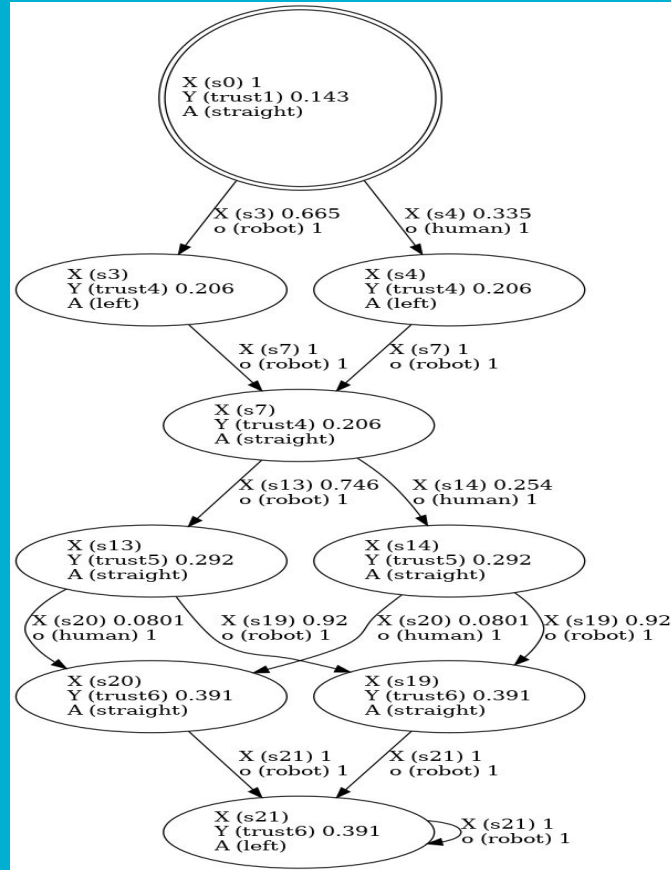 X (s0) 1
Y (trust1) 0.143
A (straight)
X (s3) 0.665
o (robot) 1
X (s4) 0.335
o (human) 1
X (s3)
Y (trust4) 0.206
A (left)
X (s4)
Y (trust4) 0.206
A (left)
X (s7) 1
o (robot) 1
X (s7) 1
o (robot) 1
X (s7)
Y (trust4) 0.206
A (straight)
X (s13) 0.746
o (robot) 1
X (s14) 0.254
o (human) 1
X (s13)
Y (trust5) 0.292
A (straight)
X (s14)
Y (trust5) 0.292
A (straight)
X (s20) 0.0801
o (human) 1
X (s19) 0.92
o (robot) 1
X (s20) 0.0801
o (human) 1
X (s19) 0.92
o (robot) 1
X (s20)
Y (trust6) 0.391
A (straight)
X (s19)
Y (trust6) 0.391
A (straight)
X (s21) 1
o (robot) 1
X (s21) 1
o (robot) 1
X (s21)
Y (trust6) 0.391
A (left)
X (s21) 1
o (robot) 1